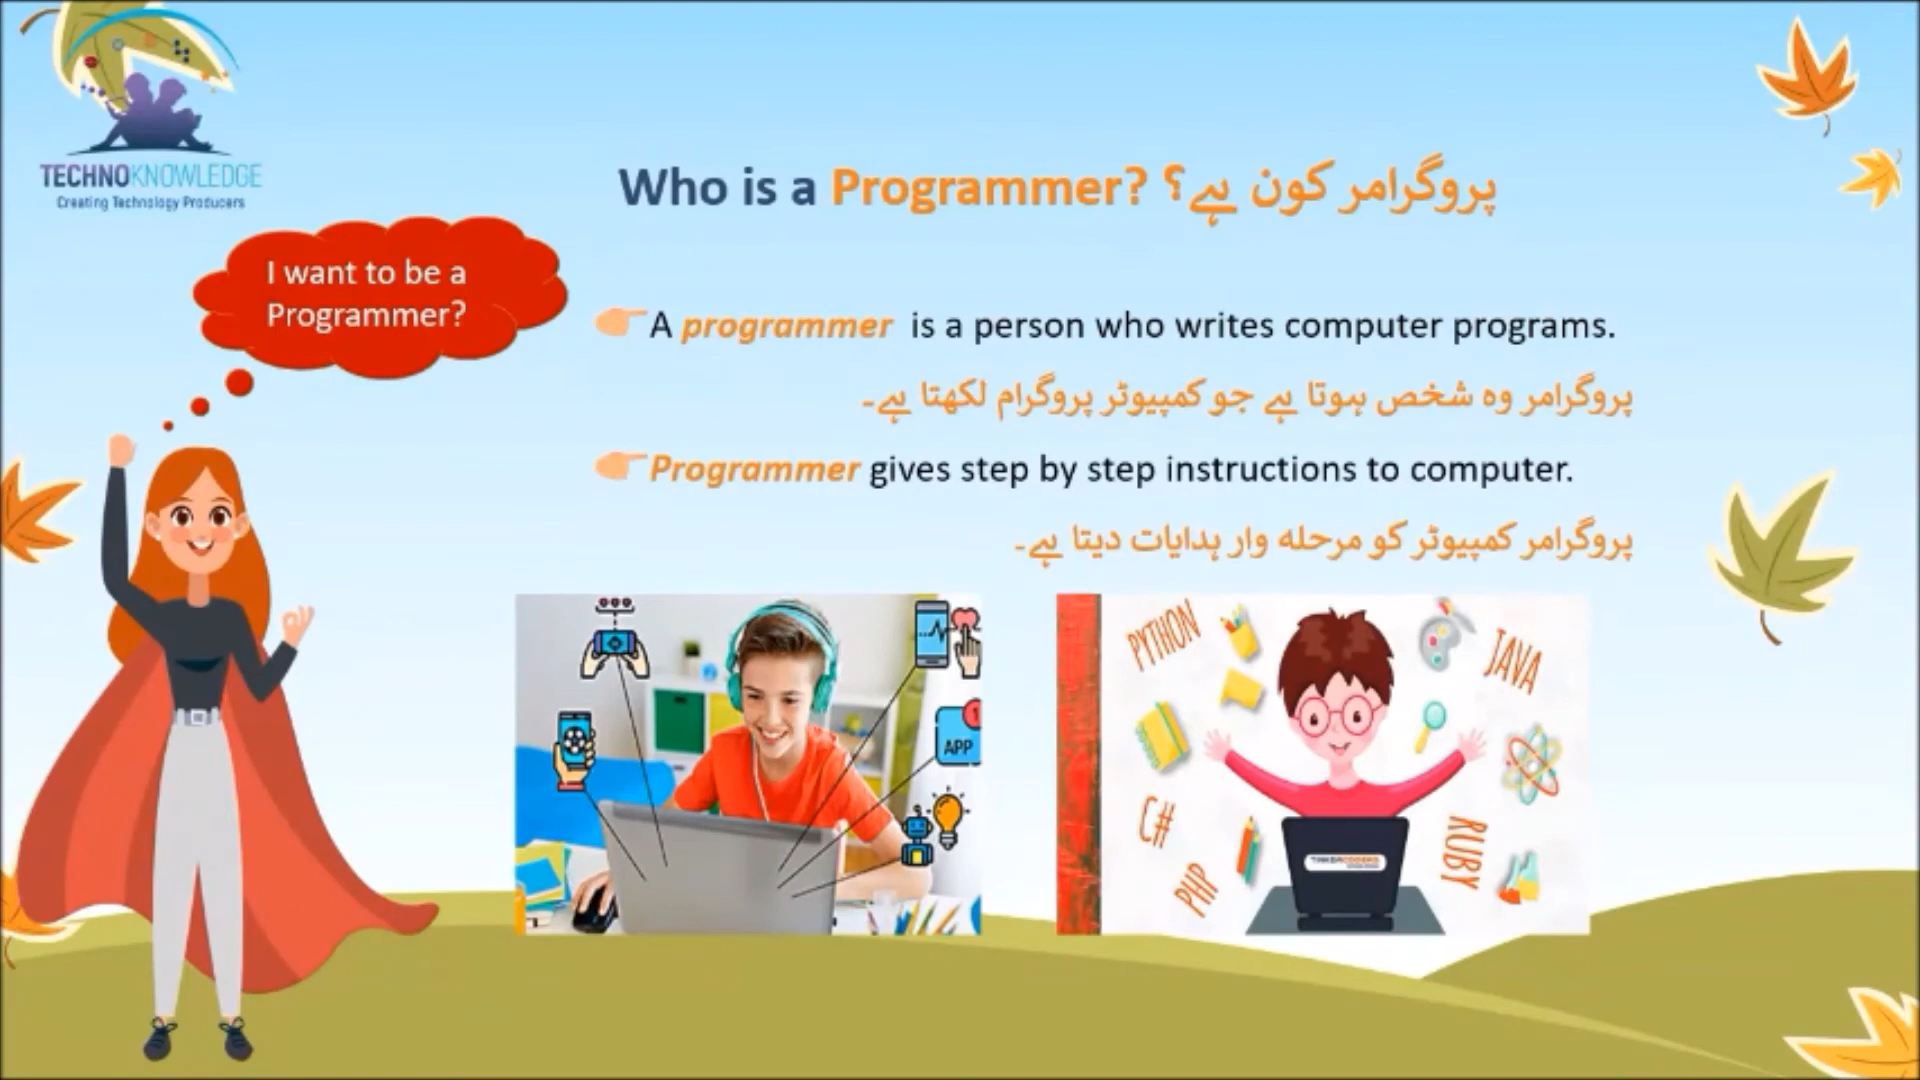 TECHNOKNOWLEDGE
Creating Technology Producers
Who is a Programmer? پروگرامر کون ہے؟
I want to be a
Programmer?
A programmer is a person who writes computer programs.
پروگرامر وہ شخص ہوتا ہے جو کمپیوٹر پروگرام لکھتا ہے۔
Programmer gives step by step instructions to computer.
پروگرامر کمپیوٹر کو مرحلہ وار ہدایات دیتا ہے۔
APP
1
PYTHON
JAVA
C#
RUBY
PHP
TINKERCODERS